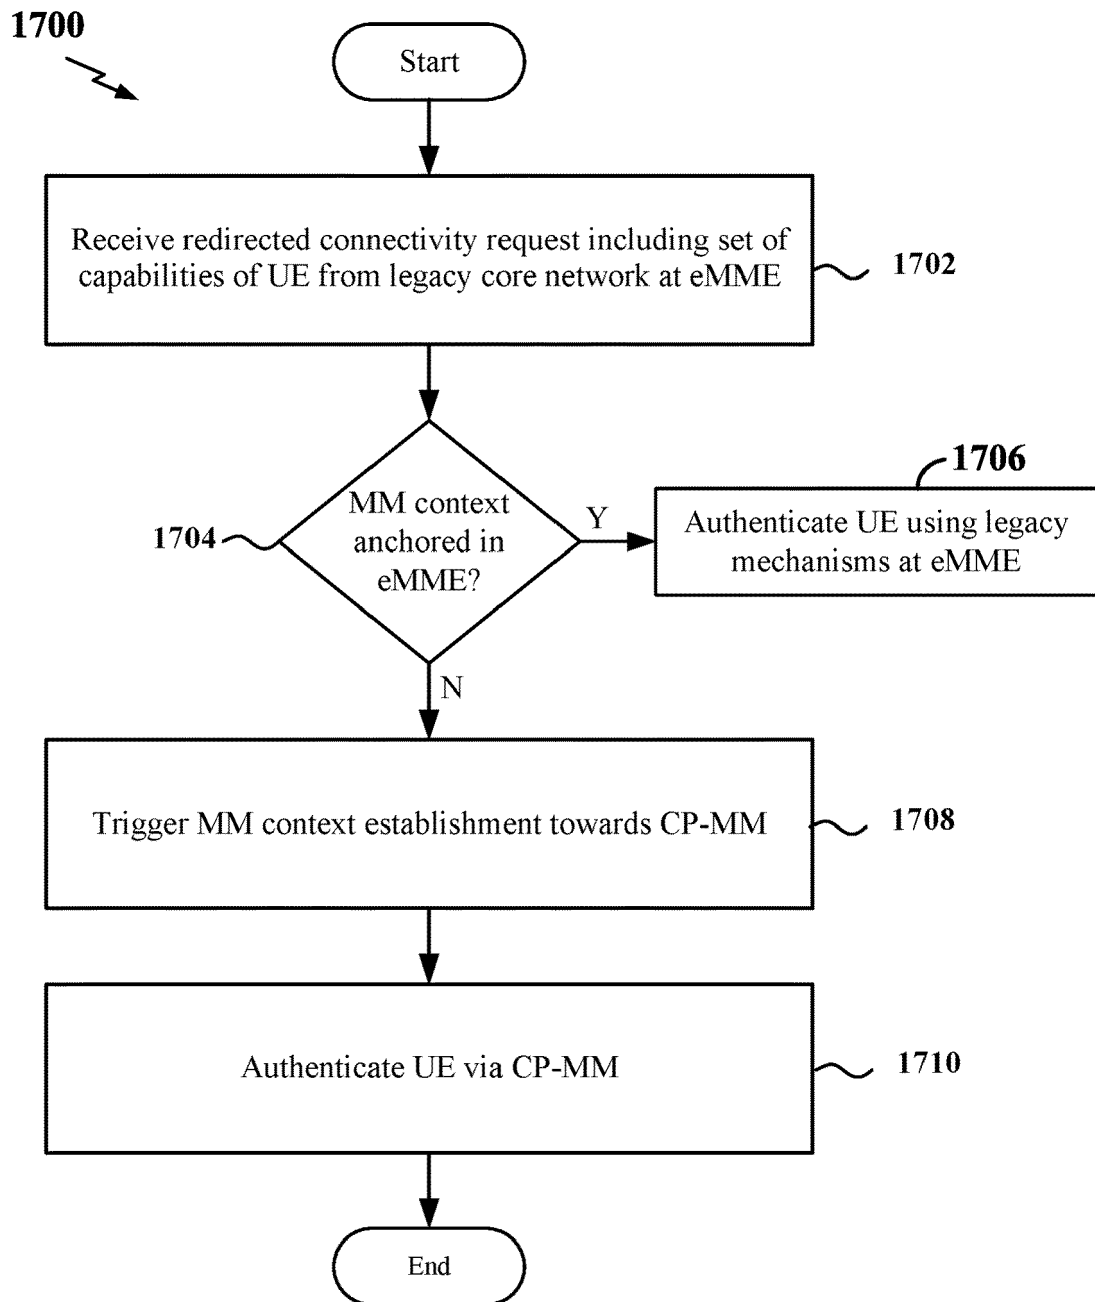 1700
Start
Receive redirected connectivity request including set of
capabilities of UE from legacy core network at eMME
1702
MM context
anchored in
eMME?
1704
Y
1706
Authenticate UE using legacy
mechanisms at eMME
N
Trigger MM context establishment towards CP-MM
1708
Authenticate UE via CP-MM
1710
End